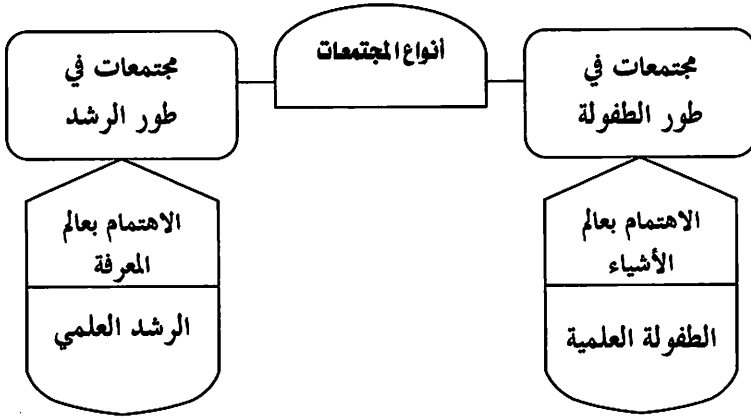 أنواع المجتمعات
مجتمعات في
طور الطفولة
الاهتمام بعالم
الأشياء
الطفولة العلمية
مجتمعات في
طور الرشد
الاهتمام بعالم
المعرفة
الرشد العلمي